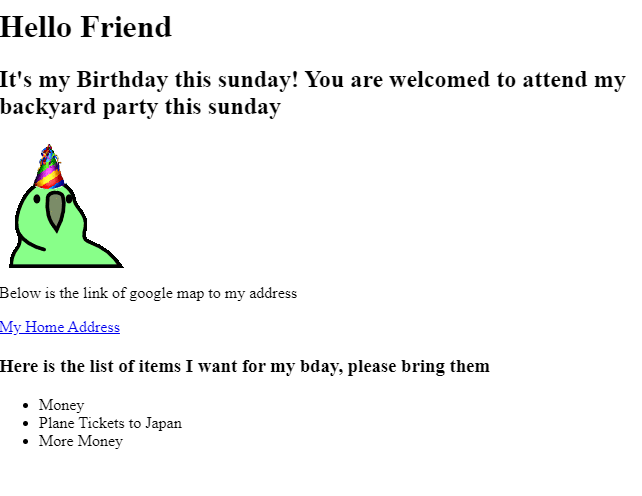 Hello Friend
It's my Birthday this sunday! You are welcomed to attend my
backyard party this sunday
Below is the link of google map to my address
My Home Address
Here is the list of items I want for my bday, please bring them
• Money
• Plane Tickets to Japan
• More Money